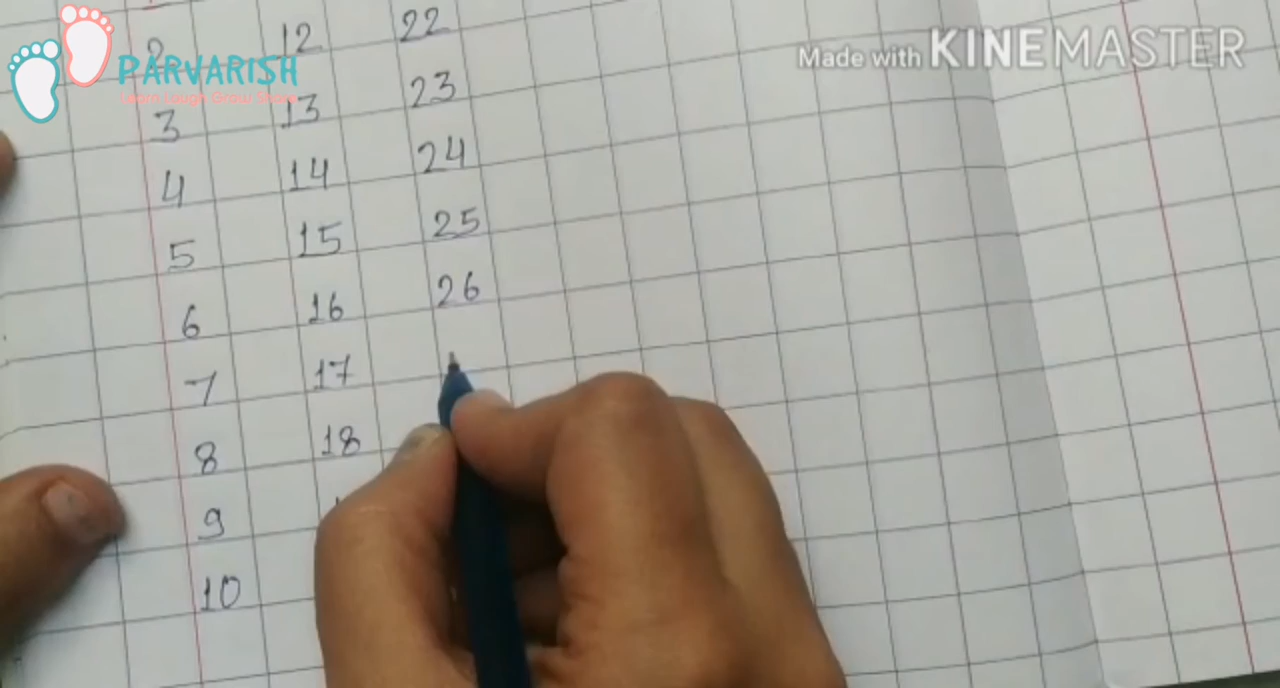 PARVARISH
Learn Laugh Grow Share
Made with KINEMASTER
2 12 22
3 13 23
4 14 24
5 15 25
6 16 26
7 17
8 18
9
10